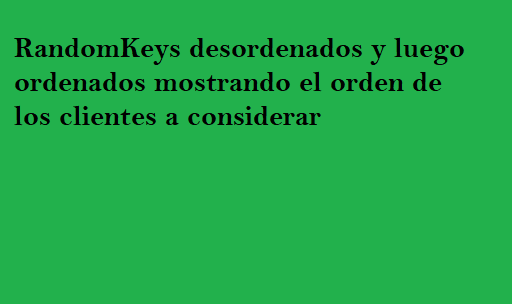 RandomKeys desordenados y luego
ordenados mostrando el orden de
los clientes a considerar